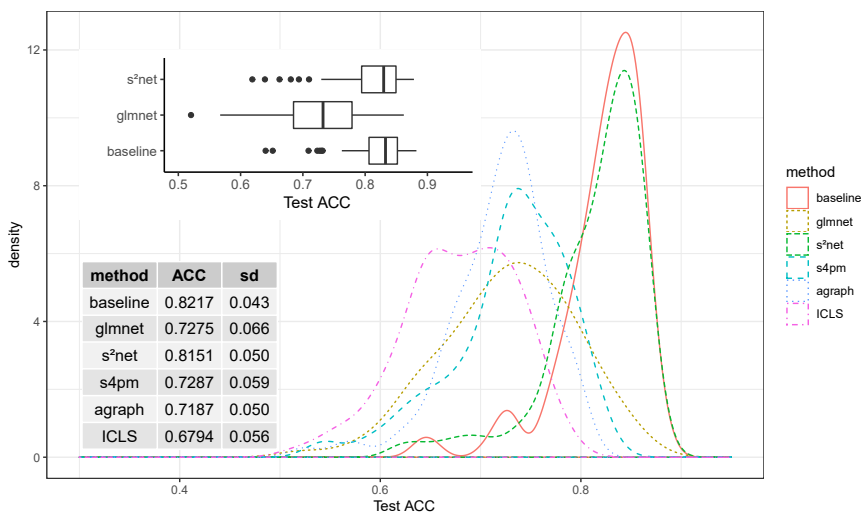 12
8
4
0
density
s²net
glmnet
baseline
0.5 0.6 0.7 0.8 0.9
Test ACC
method ACC sd
baseline 0.8217 0.043
glmnet 0.7275 0.066
s²net 0.8151 0.050
s4pm 0.7287 0.059
agraph 0.7187 0.050
ICLS 0.6794 0.056
0.4 0.6 0.8
Test ACC
method
baseline
glmnet
s²net
s4pm
agraph
ICLS